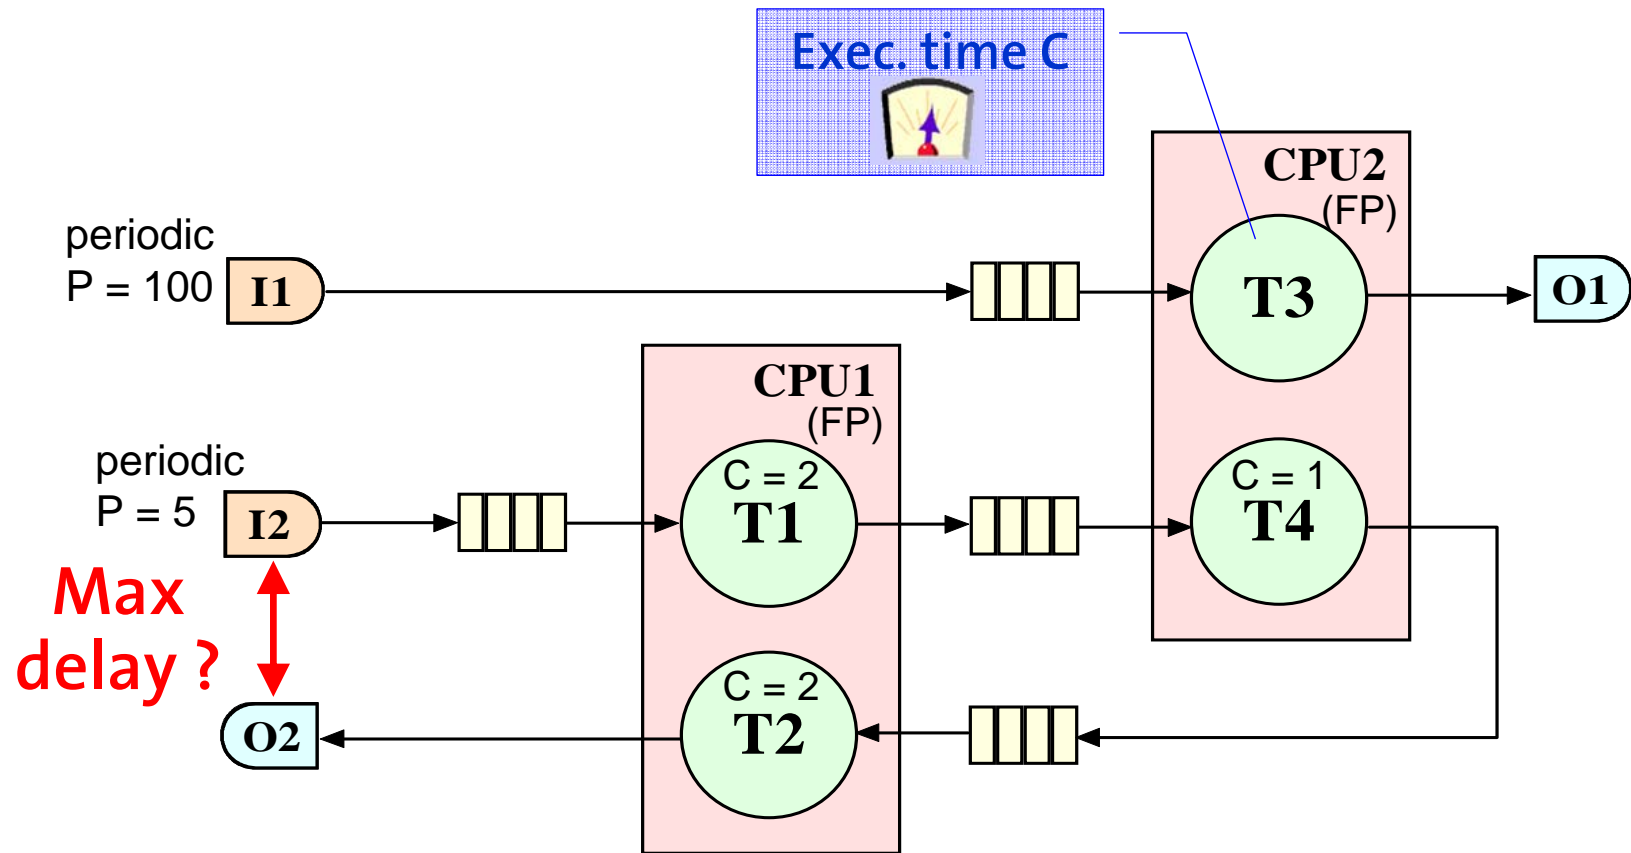 Exec. time C
CPU2
(FP)
periodic
P = 100
I1
T3
O1
CPU1
(FP)
periodic
P = 5
I2
C = 2
T1
C = 1
T4
Max
delay ?
C = 2
T2
O2